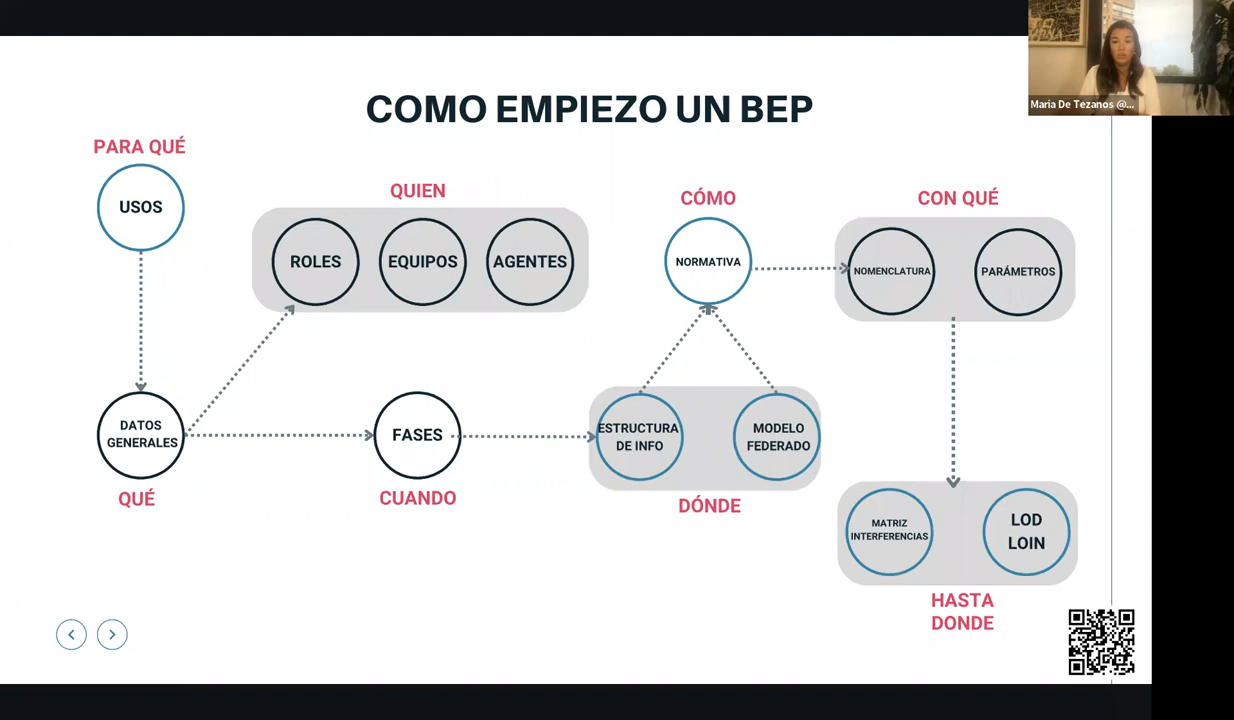 Maria De Tezanos @...
COMO EMPIEZO UN BEP
PARA QUÉ
USOS
QUIEN
ROLES
EQUIPOS
AGENTES
CÓMO
NORMATIVA
CON QUÉ
NOMENCLATURA
PARÁMETROS
DATOS
GENERALES
QUÉ
FASES
CUANDO
ESTRUCTURA
DE INFO
MODELO
FEDERADO
DÓNDE
MATRIZ
INTERFERENCIAS
LOD
LOIN
HASTA
DONDE